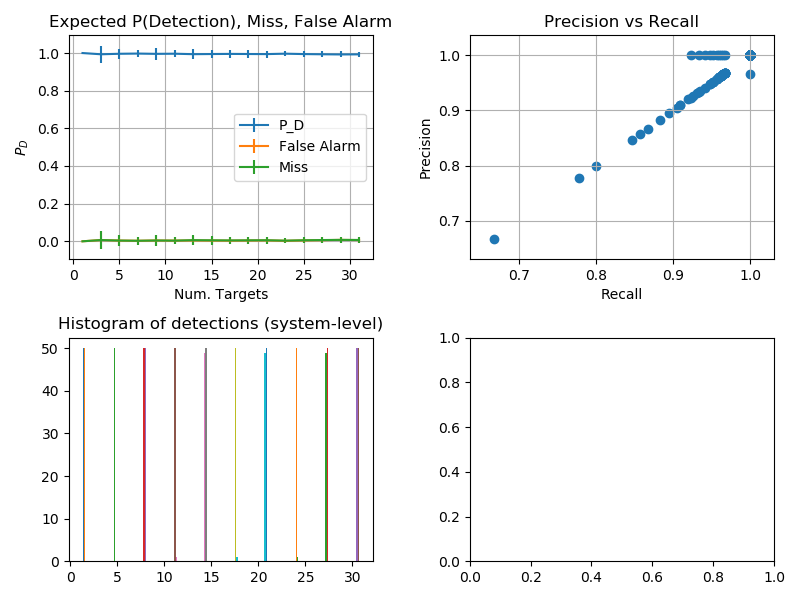 Expected P(Detection), Miss, False Alarm
1.0
0.8
0.6
0.4
0.2
0.0
P_D
P_D
False Alarm
Miss
0 5 10 15 20 25 30
Num. Targets
Precision vs Recall
1.0
0.9
0.8
0.7
Precision
0.7 0.8 0.9 1.0
Recall
Histogram of detections (system-level)
50
40
30
20
10
0
0 5 10 15 20 25 30
1.0
0.8
0.6
0.4
0.2
0.0
0.0 0.2 0.4 0.6 0.8 1.0